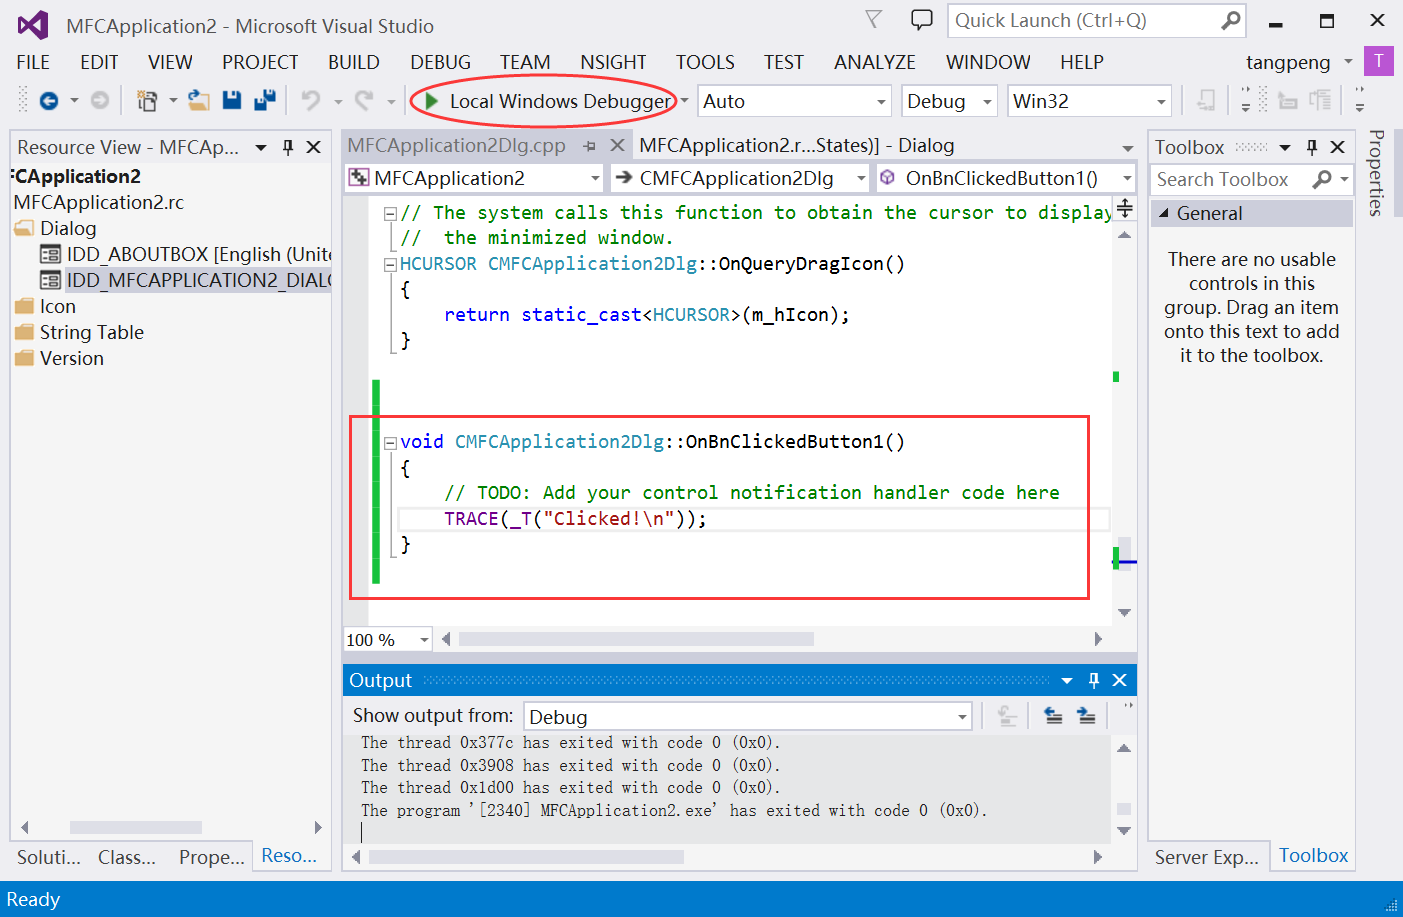 MFCApplication2 - Microsoft Visual Studio
Quick Launch (Ctrl+Q)
FILE EDIT VIEW PROJECT BUILD DEBUG TEAM NSIGHT TOOLS TEST ANALYZE WINDOW HELP tangpeng T
Local Windows Debugger Auto Debug Win32
Resource View - MFCAp...
FCApplication2
MFCApplication2.rc
Dialog
IDD_ABOUTBOX [English (Unite
IDD_MFCAPPLICATION2_DIALO
Icon
String Table
Version
Soluti... Class... Prope... Reso...
MFCApplication2Dlg.cpp MFCApplication2.r...States)] - Dialog
MFCApplication2 CMFCApplication2Dlg OnBnClickedButton1()
// The system calls this function to obtain the cursor to display
//  the minimized window.
HCURSOR CMFCApplication2Dlg::OnQueryDragIcon()
{
return static_cast<HCURSOR>(m_hIcon);
}
void CMFCApplication2Dlg::OnBnClickedButton1()
{
// TODO: Add your control notification handler code here
TRACE(_T("Clicked!\n"));
}
100 %
Output
Show output from: Debug
The thread 0x377c has exited with code 0 (0x0).
The thread 0x3908 has exited with code 0 (0x0).
The thread 0x1d00 has exited with code 0 (0x0).
The program '[2340] MFCApplication2.exe' has exited with code 0 (0x0).
Toolbox
Search Toolbox
General
There are no usable
controls in this
group. Drag an item
onto this text to add
it to the toolbox.
Server Exp... Toolbox
Properties
Ready